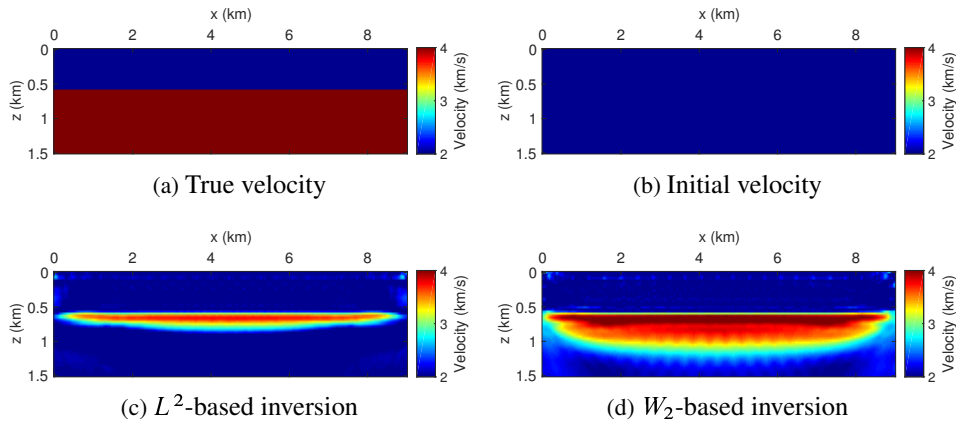 x (km)
0 2 4 6 8
0
0.5
1
1.5
z (km)
4
3
2
Velocity (km/s)
(a) True velocity
x (km)
0 2 4 6 8
0
0.5
1
1.5
z (km)
4
3
2
Velocity (km/s)
(b) Initial velocity
x (km)
0 2 4 6 8
0
0.5
1
1.5
z (km)
4
3
2
Velocity (km/s)
(c) L²-based inversion
x (km)
0 2 4 6 8
0
0.5
1
1.5
z (km)
4
3
2
Velocity (km/s)
(d) W₂-based inversion